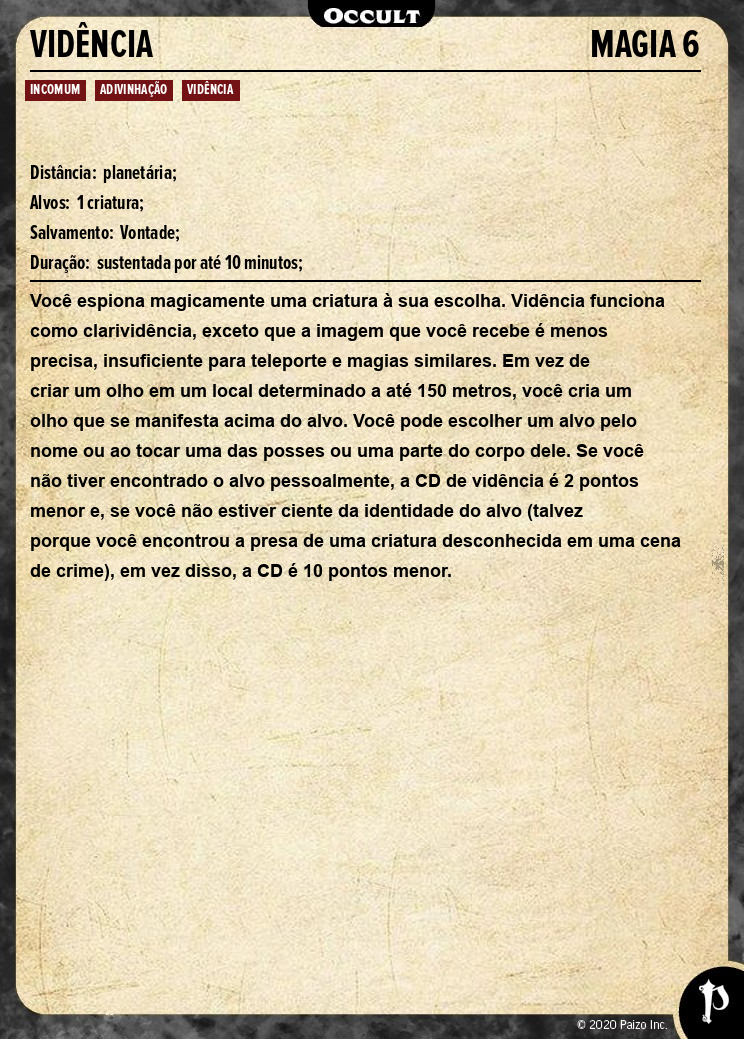 OCCULT
VIDÊNCIA MAGIA 6
INCOMUM ADIVINHAÇÃO VIDÊNCIA
Distância: planetária;
Alvos: 1 criatura;
Salvamento: Vontade;
Duração: sustentada por até 10 minutos;
Você espiona magicamente uma criatura à sua escolha. Vidência funciona
como clarividência, exceto que a imagem que você recebe é menos
precisa, insuficiente para teleporte e magias similares. Em vez de
criar um olho em um local determinado a até 150 metros, você cria um
olho que se manifesta acima do alvo. Você pode escolher um alvo pelo
nome ou ao tocar uma das posses ou uma parte do corpo dele. Se você
não tiver encontrado o alvo pessoalmente, a CD de vidência é 2 pontos
menor e, se você não estiver ciente da identidade do alvo (talvez
porque você encontrou a presa de uma criatura desconhecida em uma cena
de crime), em vez disso, a CD é 10 pontos menor.
© 2020 Paizo Inc.
P